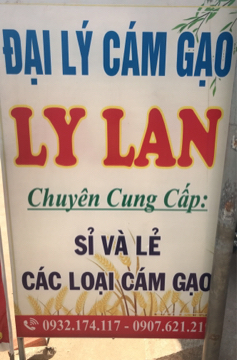 ĐẠI LÝ CÁM GẠO
LY LAN
Chuyên Cung Cấp:
SỈ VÀ LẺ
CÁC LOẠI CÁM GẠO
0932.174.117 - 0907.621.21